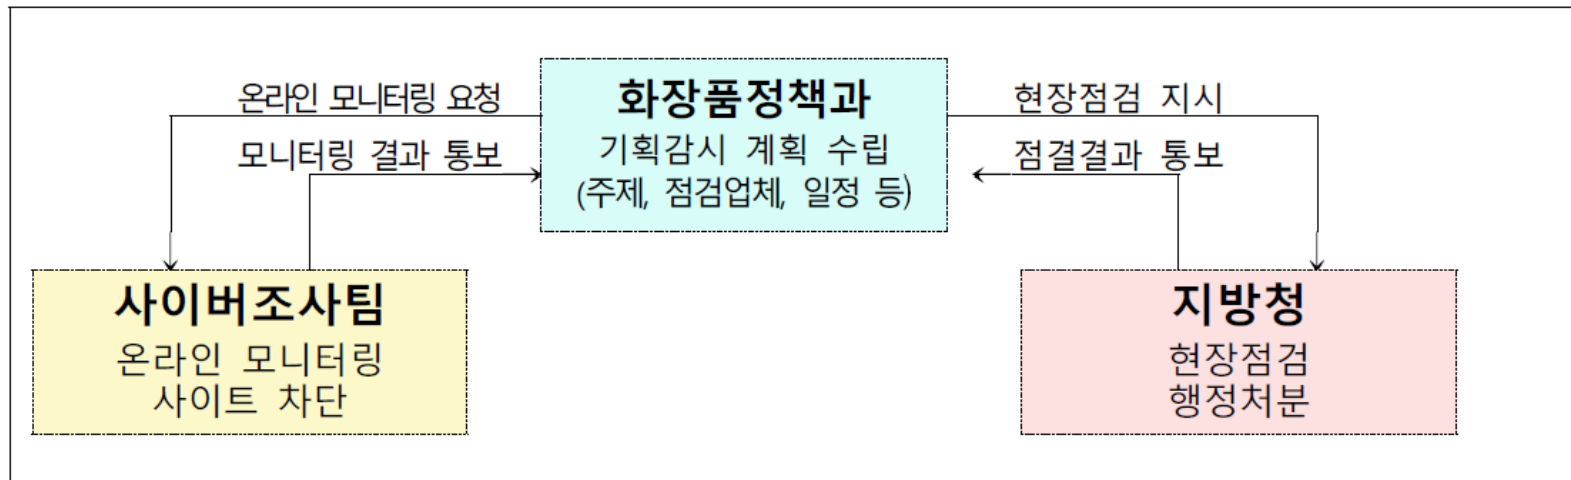 온라인 모니터링 요청
모니터링 결과 통보
화장품정책과
기획감시 계획 수립
(주제, 점검업체, 일정 등)
현장점검 지시
점결결과 통보
사이버조사팀
온라인 모니터링
사이트 차단
지방청
현장점검
행정처분